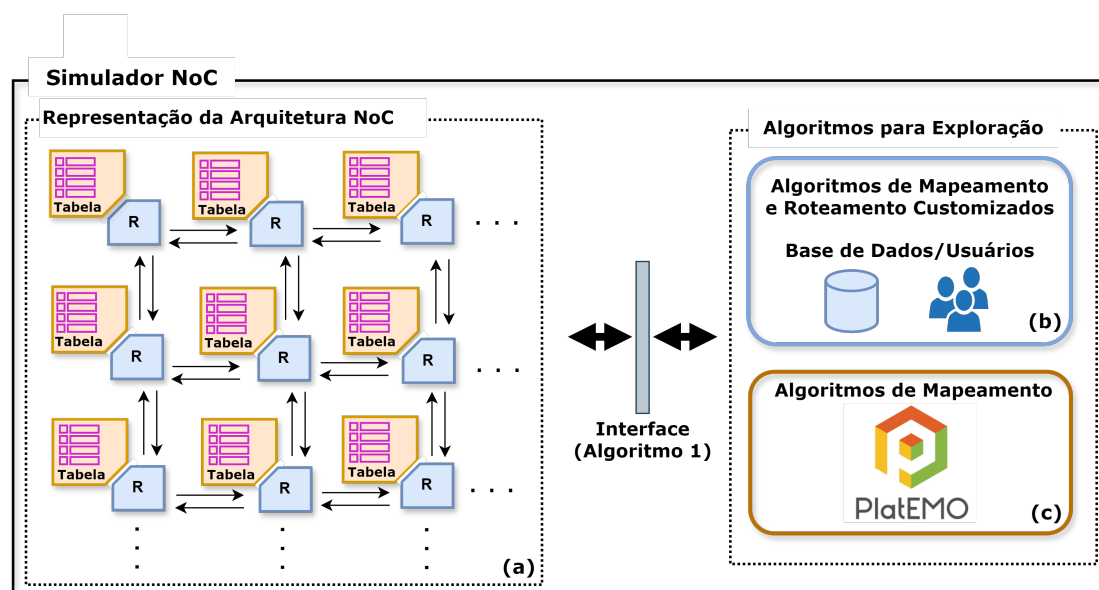 Simulador NoC
Representação da Arquitetura NoC
Tabela
R
Tabela
R
Tabela
R
. . .
Tabela
R
Tabela
R
Tabela
R
. . .
Tabela
R
Tabela
R
Tabela
R
. . .
(a)
Interface
(Algoritmo 1)
Algoritmos para Exploração
Algoritmos de Mapeamento
e Roteamento Customizados
Base de Dados/Usuários
(b)
Algoritmos de Mapeamento
PlatEMO
(c)